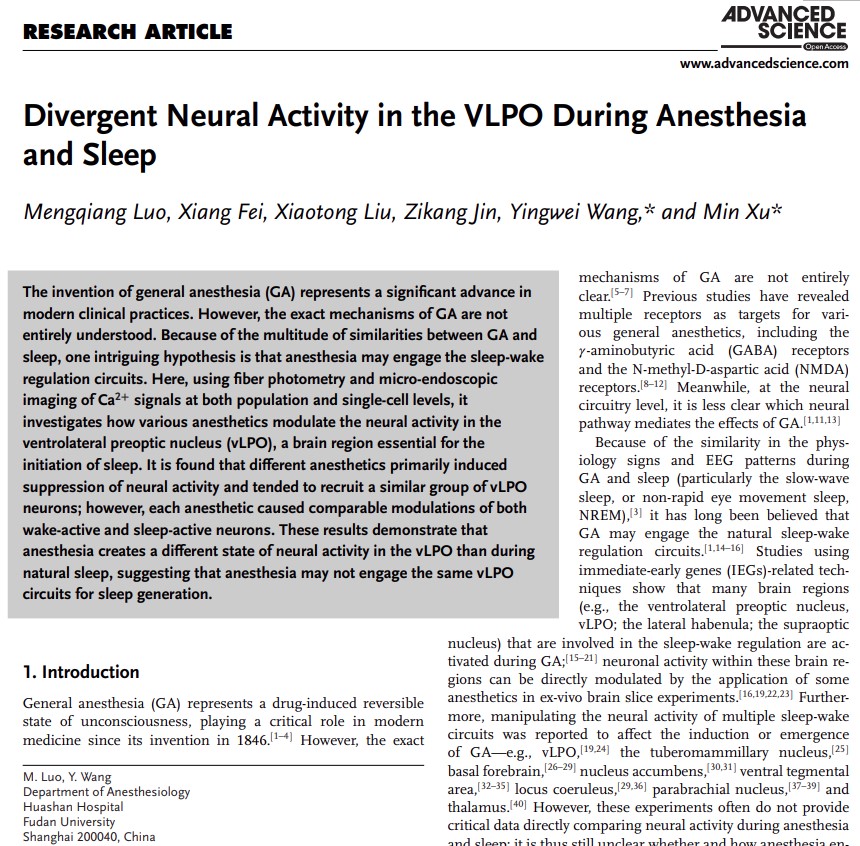 RESEARCH ARTICLE
ADVANCED
SCIENCE
Open Access
www.advancedscience.com
Divergent Neural Activity in the VLPO During Anesthesia
and Sleep
Mengqiang Luo, Xiang Fei, Xiaotong Liu, Zikang Jin, Yingwei Wang,* and Min Xu*
The invention of general anesthesia (GA) represents a significant advance in
modern clinical practices. However, the exact mechanisms of GA are not
entirely understood. Because of the multitude of similarities between GA and
sleep, one intriguing hypothesis is that anesthesia may engage the sleep-wake
regulation circuits. Here, using fiber photometry and micro-endoscopic
imaging of Ca²⁺ signals at both population and single-cell levels, it
investigates how various anesthetics modulate the neural activity in the
ventrolateral preoptic nucleus (vLPO), a brain region essential for the
initiation of sleep. It is found that different anesthetics primarily induced
suppression of neural activity and tended to recruit a similar group of vLPO
neurons; however, each anesthetic caused comparable modulations of both
wake-active and sleep-active neurons. These results demonstrate that
anesthesia creates a different state of neural activity in the vLPO than during
natural sleep, suggesting that anesthesia may not engage the same vLPO
circuits for sleep generation.
1. Introduction
General anesthesia (GA) represents a drug-induced reversible
state of unconsciousness, playing a critical role in modern
medicine since its invention in 1846.[1–4] However, the exact
M. Luo, Y. Wang
Department of Anesthesiology
Huashan Hospital
Fudan University
Shanghai 200040, China
mechanisms of GA are not entirely
clear.[5–7] Previous studies have revealed
multiple receptors as targets for vari-
ous general anesthetics, including the
γ-aminobutyric acid (GABA) receptors
and the N-methyl-D-aspartic acid (NMDA)
receptors.[8–12] Meanwhile, at the neural
circuitry level, it is less clear which neural
pathway mediates the effects of GA.[1,11,13]
Because of the similarity in the phys-
iology signs and EEG patterns during
GA and sleep (particularly the slow-wave
sleep, or non-rapid eye movement sleep,
NREM),[3] it has long been believed that
GA may engage the natural sleep-wake
regulation circuits.[1,14–16] Studies using
immediate-early genes (IEGs)-related tech-
niques show that many brain regions
(e.g., the ventrolateral preoptic nucleus,
vLPO; the lateral habenula; the supraoptic
nucleus) that are involved in the sleep-wake regulation are ac-
tivated during GA;[15–21] neuronal activity within these brain re-
gions can be directly modulated by the application of some
anesthetics in ex-vivo brain slice experiments.[16,19,22,23] Further-
more, manipulating the neural activity of multiple sleep-wake
circuits was reported to affect the induction or emergence
of GA—e.g., vLPO,[19,24] the tuberomammillary nucleus,[25]
basal forebrain,[26–29] nucleus accumbens,[30,31] ventral tegmental
area,[32–35] locus coeruleus,[29,36] parabrachial nucleus,[37–39] and
thalamus.[40] However, these experiments often do not provide
critical data directly comparing neural activity during anesthesia
and sleep; it is thus still unclear whether and how anesthesia en-